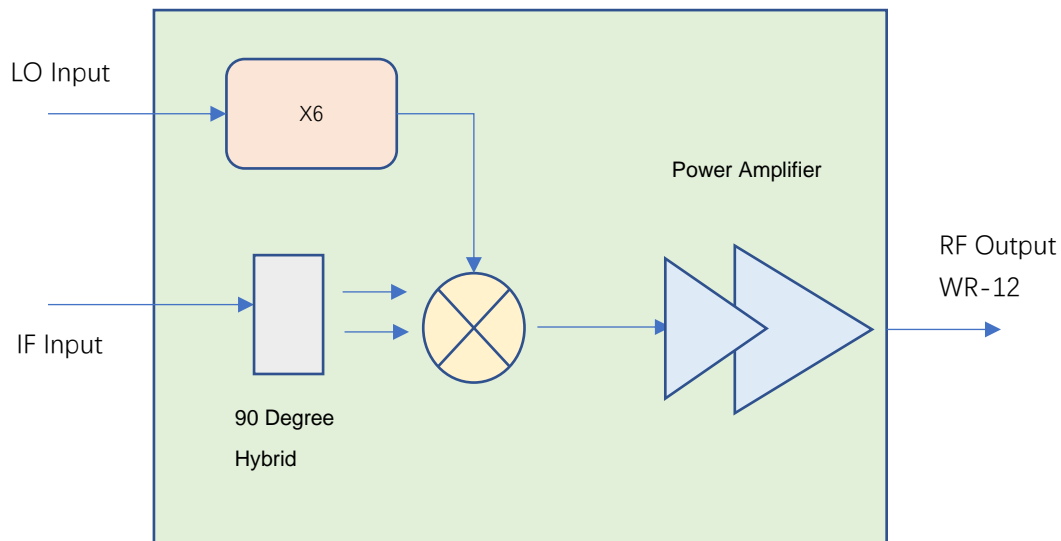 LO Input
X6
Power Amplifier
RF Output
WR-12
IF Input
90 Degree
Hybrid